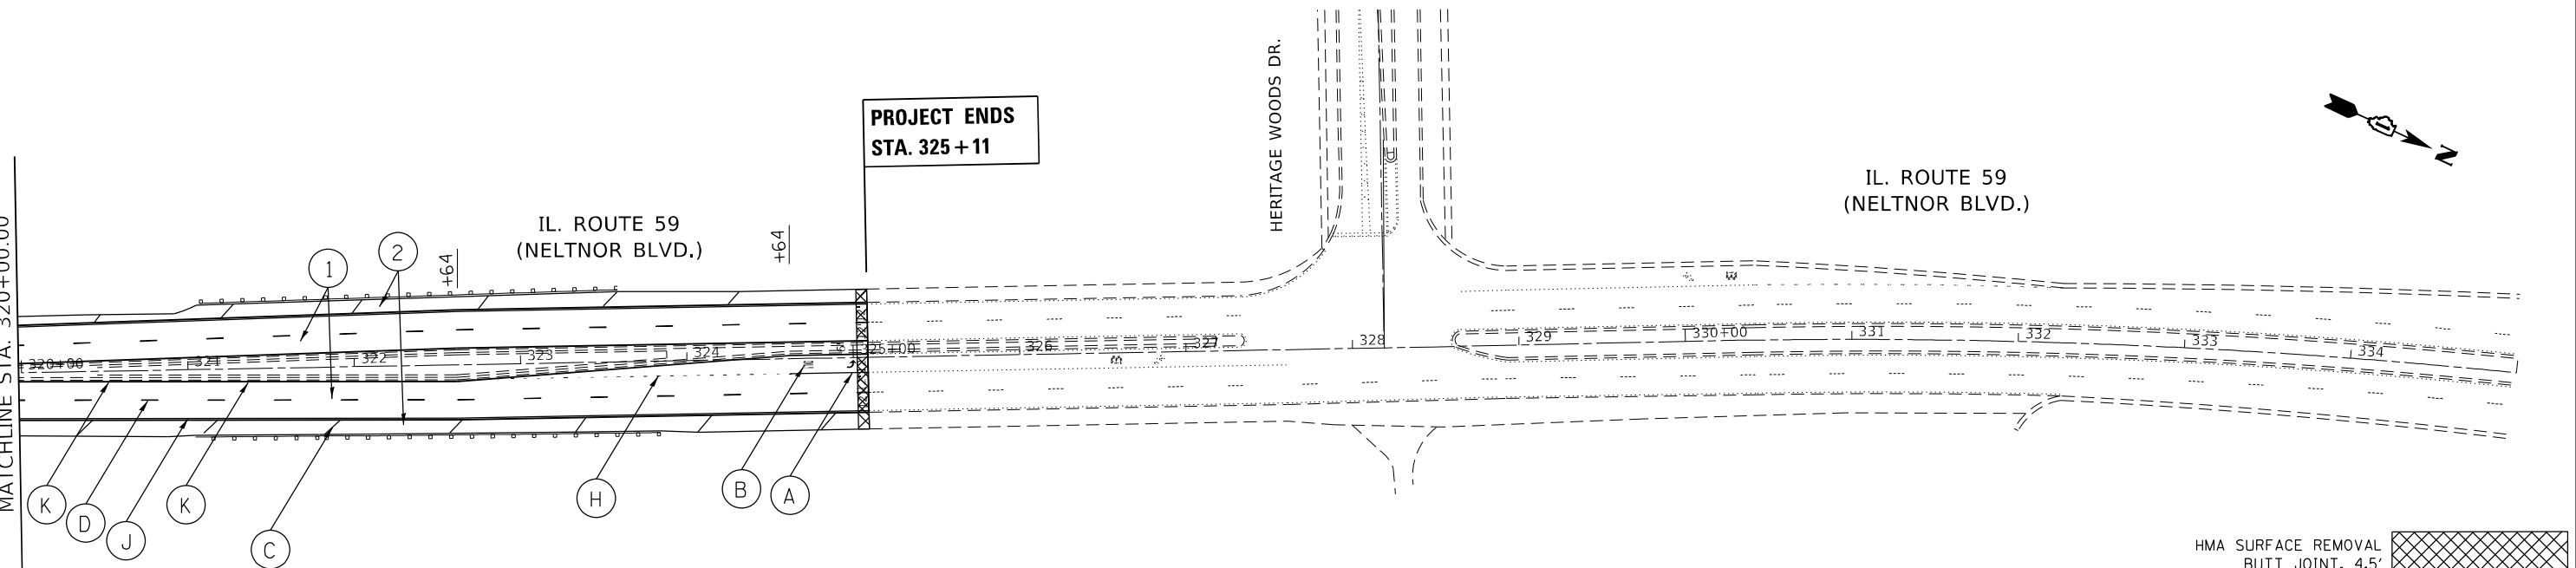 MATCHLINE STA. 320+00.00
PROJECT ENDS
STA. 325+11
HERITAGE WOODS DR.
N
IL. ROUTE 59
(NELTNOR BLVD.)
IL. ROUTE 59
(NELTNOR BLVD.)
1
2
+64
+64
320+00
321
322
323
324
325+00
326
327
328
329
330+00
331
332
333
334
K
D
J
K
C
H
B
A
HMA SURFACE REMOVAL
BUTT JOINT, 4.5'